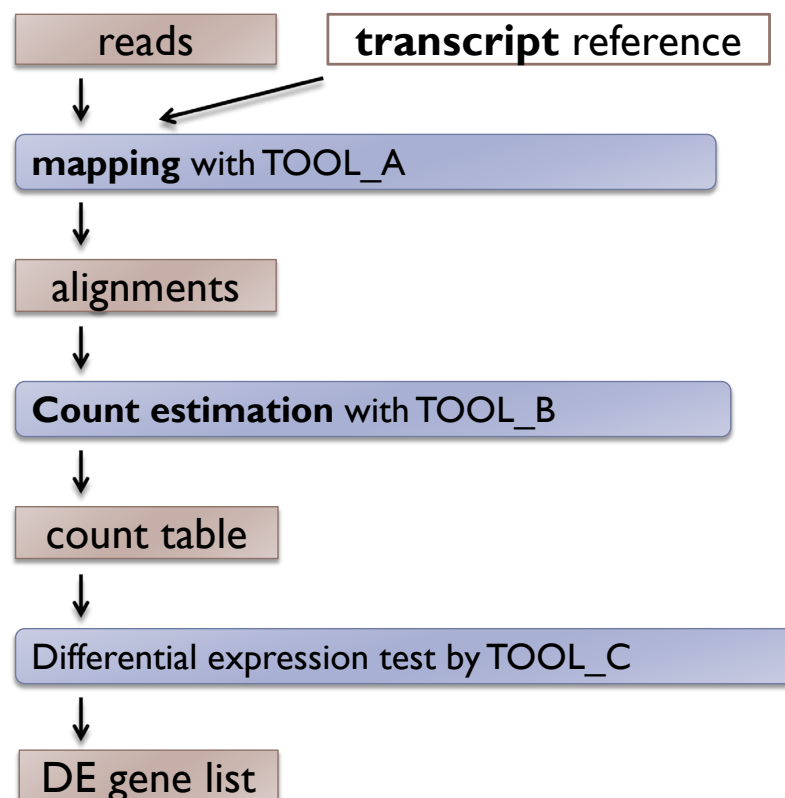 reads
transcript reference
mapping with TOOL_A
alignments
Count estimation with TOOL_B
count table
Differential expression test by TOOL_C
DE gene list